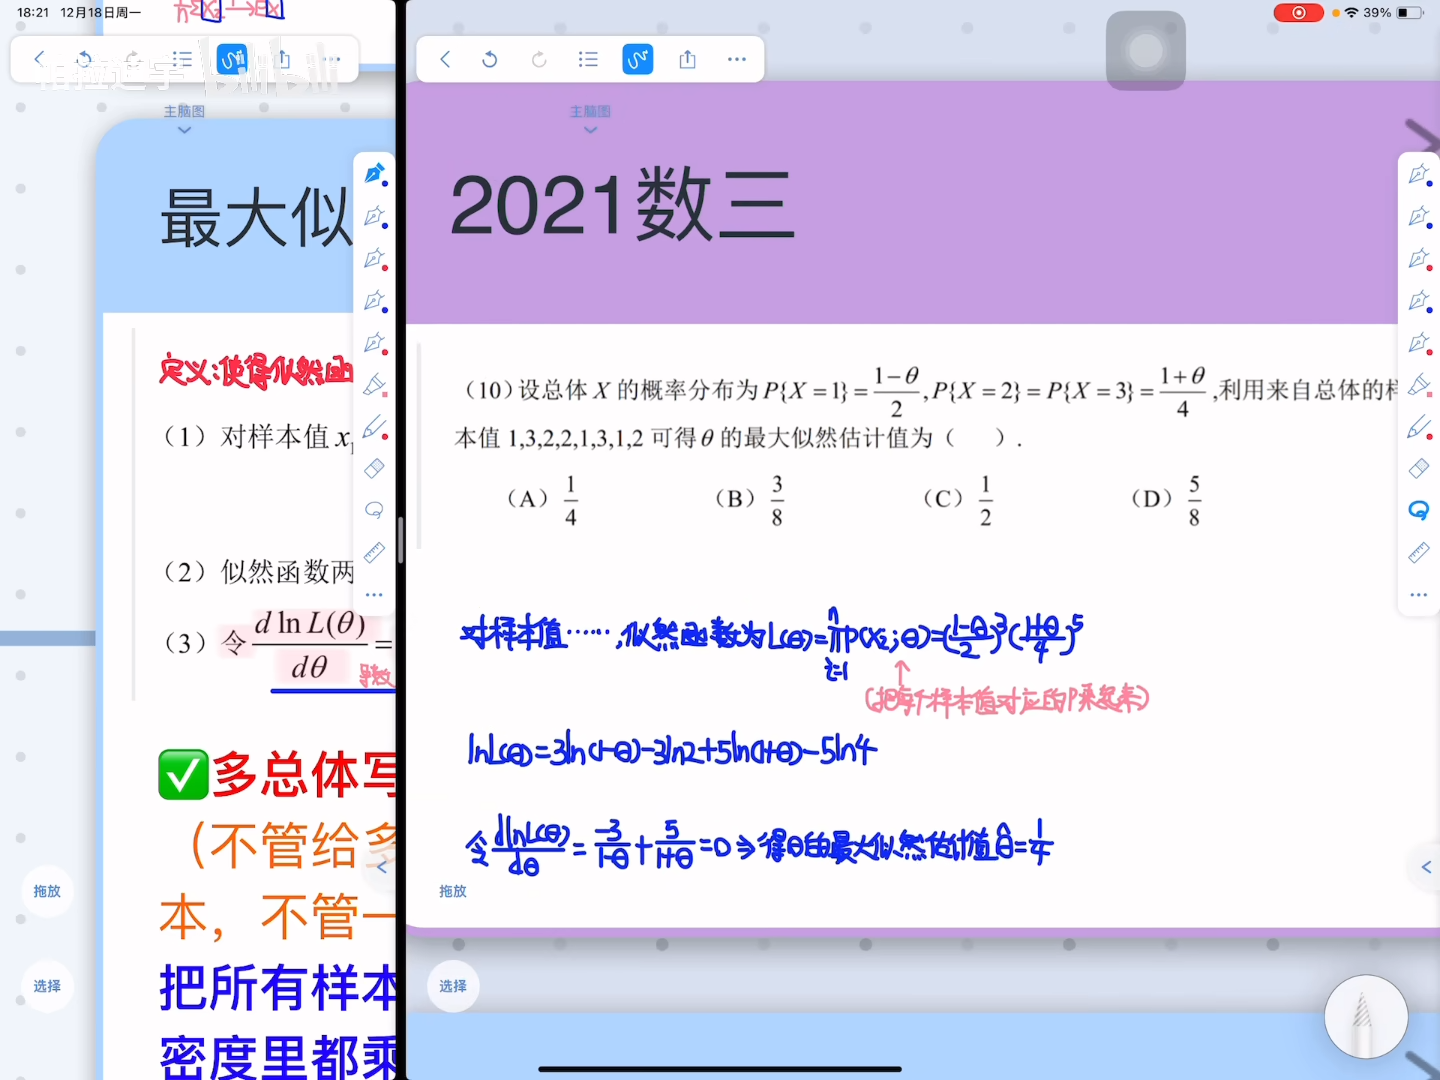 18:21 12月18日周一
39%
主脑图
最大似
定义:使得似然函
（1）对样本值 x₁
（2）似然函数两
（3）令 d ln L(θ)/dθ =
导数
✅多总体写
（不管给多
本，不管一
把所有样本
密度里都乘
拖放
选择
主脑图
2021数三
（10）设总体 X 的概率分布为 P{X = 1} = (1−θ)/2 , P{X = 2} = P{X = 3} = (1+θ)/4 ,利用来自总体的样
本值 1,3,2,2,1,3,1,2 可得 θ 的最大似然估计值为（ ）.
（A）1/4 （B）3/8 （C）1/2 （D）5/8
对样本值……,似然函数为L(θ)=∏ⁿᵢ₌₁P(xᵢ;θ)=((1-θ)/2)³((1+θ)/4)⁵
(把每个样本值对应的P乘起来)
lnL(θ)=3ln(1-θ)-3ln2+5ln(1+θ)-5ln4
令 dlnL(θ)/dθ = -3/(1-θ) + 5/(1+θ) =0 ⇒ 得θ的最大似然估计值θ̂=1/4
拖放
选择